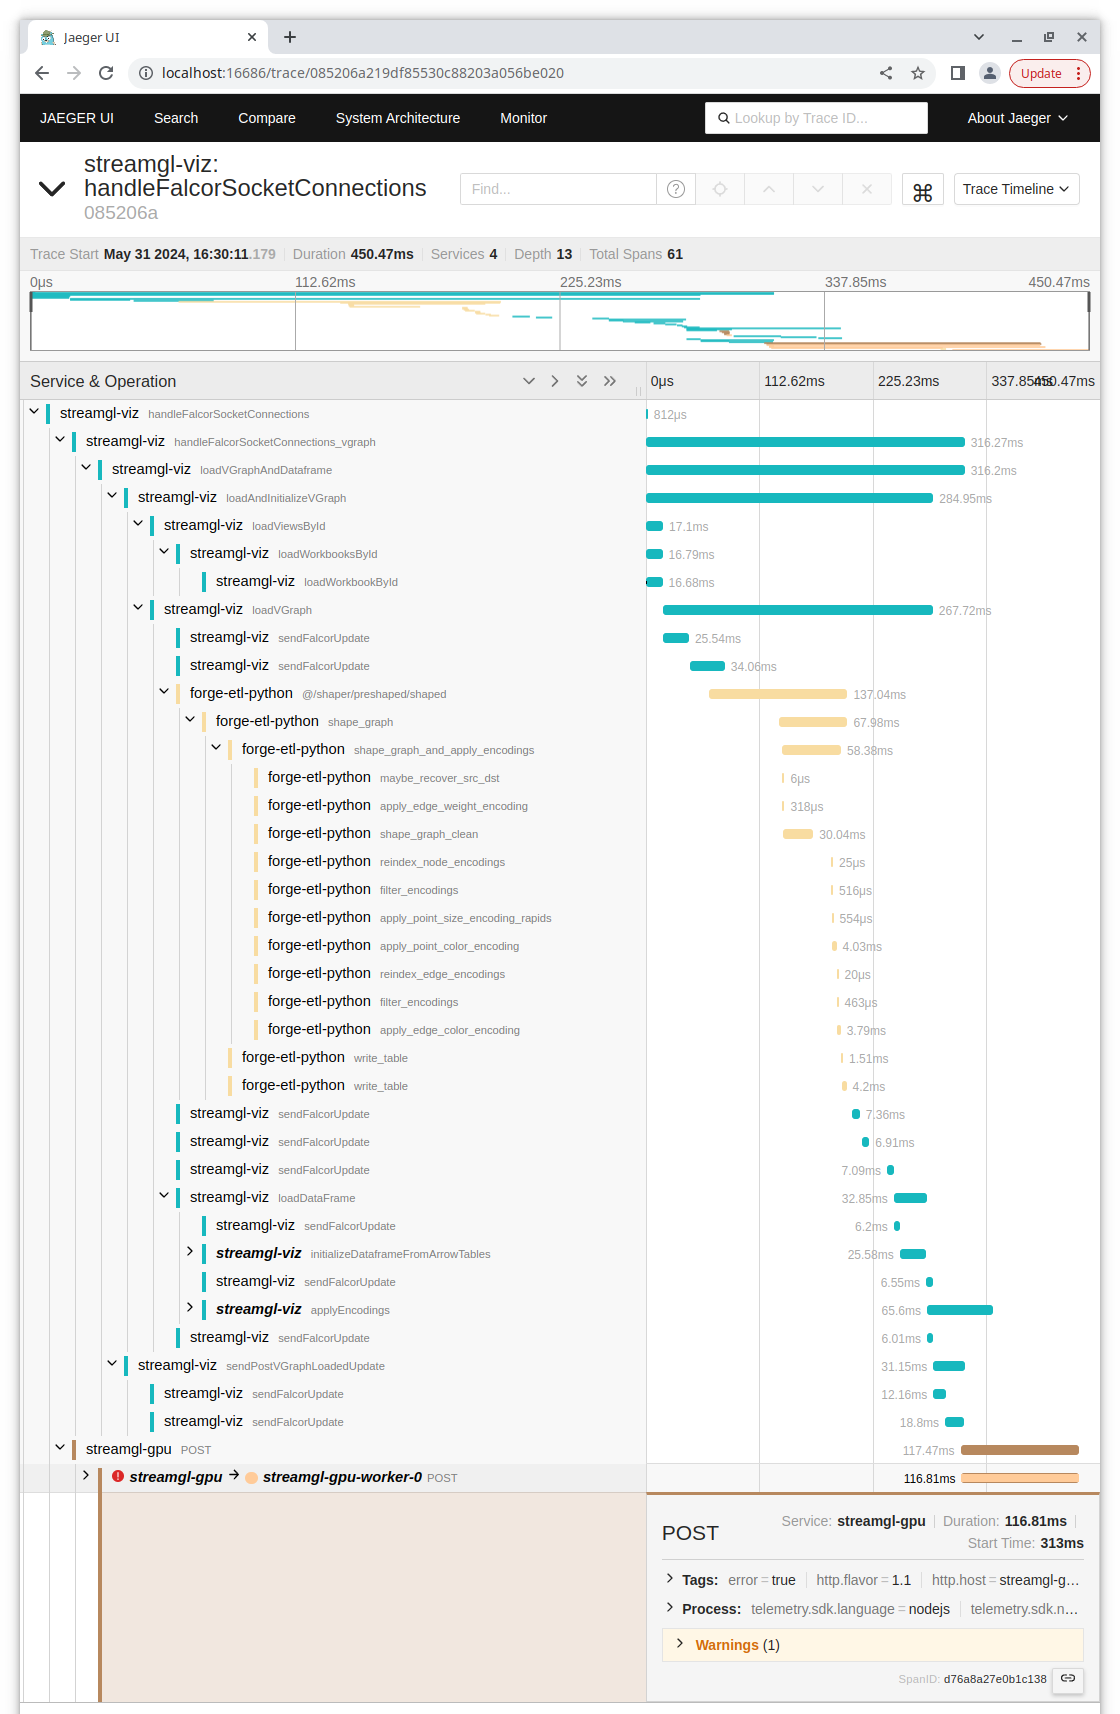 Jaeger UI
localhost:16686/trace/085206a219df85530c88203a056be020
Update
JAEGER UI Search Compare System Architecture Monitor Lookup by Trace ID... About Jaeger
streamgl-viz:
handleFalcorSocketConnections
085206a
Find... Trace Timeline
Trace Start May 31 2024, 16:30:11.179 Duration 450.47ms Services 4 Depth 13 Total Spans 61
0μs 112.62ms 225.23ms 337.85ms 450.47ms
Service & Operation 0μs 112.62ms 225.23ms 337.85ms 450.47ms
streamgl-viz handleFalcorSocketConnections 812μs
streamgl-viz handleFalcorSocketConnections_vgraph 316.27ms
streamgl-viz loadVGraphAndDataframe 316.2ms
streamgl-viz loadAndInitializeVGraph 284.95ms
streamgl-viz loadViewsById 17.1ms
streamgl-viz loadWorkbooksById 16.79ms
streamgl-viz loadWorkbookById 16.68ms
streamgl-viz loadVGraph 267.72ms
streamgl-viz sendFalcorUpdate 25.54ms
streamgl-viz sendFalcorUpdate 34.06ms
forge-etl-python @/shaper/preshaped/shaped 137.04ms
forge-etl-python shape_graph 67.98ms
forge-etl-python shape_graph_and_apply_encodings 58.38ms
forge-etl-python maybe_recover_src_dst 6μs
forge-etl-python apply_edge_weight_encoding 318μs
forge-etl-python shape_graph_clean 30.04ms
forge-etl-python reindex_node_encodings 25μs
forge-etl-python filter_encodings 516μs
forge-etl-python apply_point_size_encoding_rapids 554μs
forge-etl-python apply_point_color_encoding 4.03ms
forge-etl-python reindex_edge_encodings 20μs
forge-etl-python filter_encodings 463μs
forge-etl-python apply_edge_color_encoding 3.79ms
forge-etl-python write_table 1.51ms
forge-etl-python write_table 4.2ms
streamgl-viz sendFalcorUpdate 7.36ms
streamgl-viz sendFalcorUpdate 6.91ms
streamgl-viz sendFalcorUpdate 7.09ms
streamgl-viz loadDataFrame 32.85ms
streamgl-viz sendFalcorUpdate 6.2ms
streamgl-viz initializeDataframeFromArrowTables 25.58ms
streamgl-viz sendFalcorUpdate 6.55ms
streamgl-viz applyEncodings 65.6ms
streamgl-viz sendFalcorUpdate 6.01ms
streamgl-viz sendPostVGraphLoadedUpdate 31.15ms
streamgl-viz sendFalcorUpdate 12.16ms
streamgl-viz sendFalcorUpdate 18.8ms
streamgl-gpu POST 117.47ms
streamgl-gpu → streamgl-gpu-worker-0 POST 116.81ms
POST Service: streamgl-gpu Duration: 116.81ms
Start Time: 313ms
Tags: error = true http.flavor = 1.1 http.host = streamgl-g…
Process: telemetry.sdk.language = nodejs telemetry.sdk.n…
Warnings (1)
SpanID: d76a8a27e0b1c138